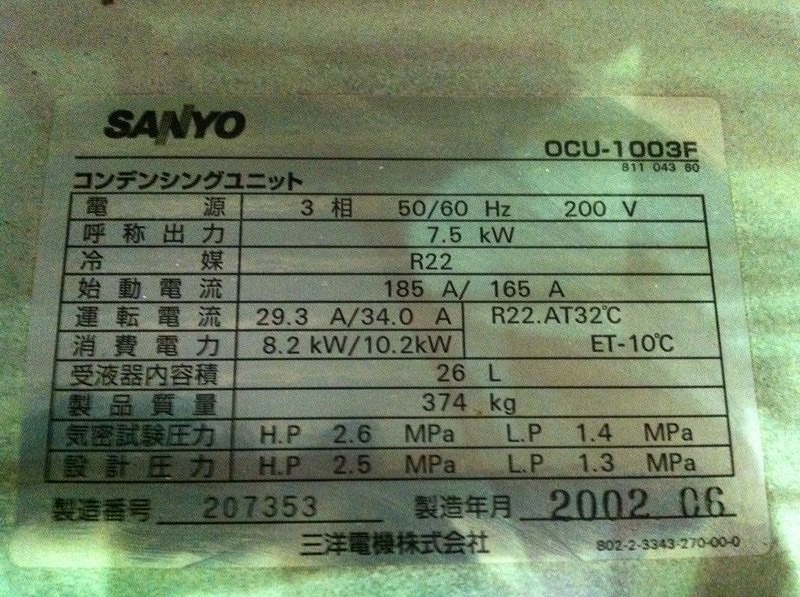 SANYO
OCU-1003F
811 043 60
コンデンシングユニット
電源 3相 50/60 Hz 200 V
呼称出力 7.5 kW
冷媒 R22
始動電流 185 A/ 165 A
運転電流 29.3 A/34.0 A R22.AT32℃
消費電力 8.2 kW/10.2kW ET-10℃
受液器内容積 26 L
製品質量 374 kg
気密試験圧力 H.P 2.6 MPa L.P 1.4 MPa
設計圧力 H.P 2.5 MPa L.P 1.3 MPa
製造番号 207353 製造年月 2002 06
三洋電機株式会社 802-2-3343-270-00-0